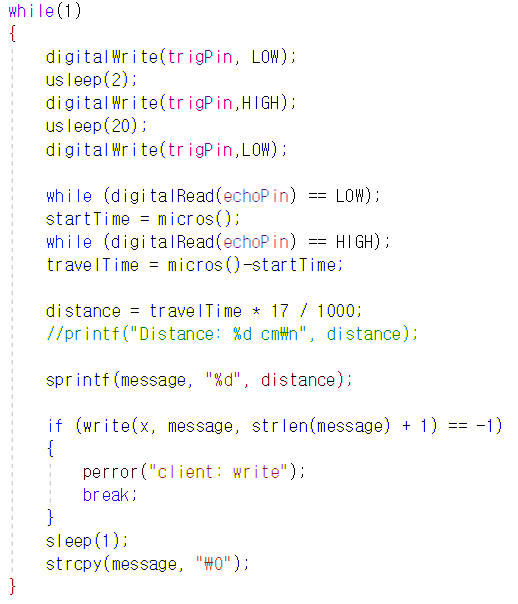 while(1)
{
digitalWrite(trigPin, LOW);
usleep(2);
digitalWrite(trigPin,HIGH);
usleep(20);
digitalWrite(trigPin,LOW);
while (digitalRead(echoPin) == LOW);
startTime = micros();
while (digitalRead(echoPin) == HIGH);
travelTime = micros()-startTime;
distance = travelTime * 17 / 1000;
//printf("Distance: %d cm₩n", distance);
sprintf(message, "%d", distance);
if (write(x, message, strlen(message) + 1) == -1)
{
perror("client: write");
break;
}
sleep(1);
strcpy(message, "₩0");
}